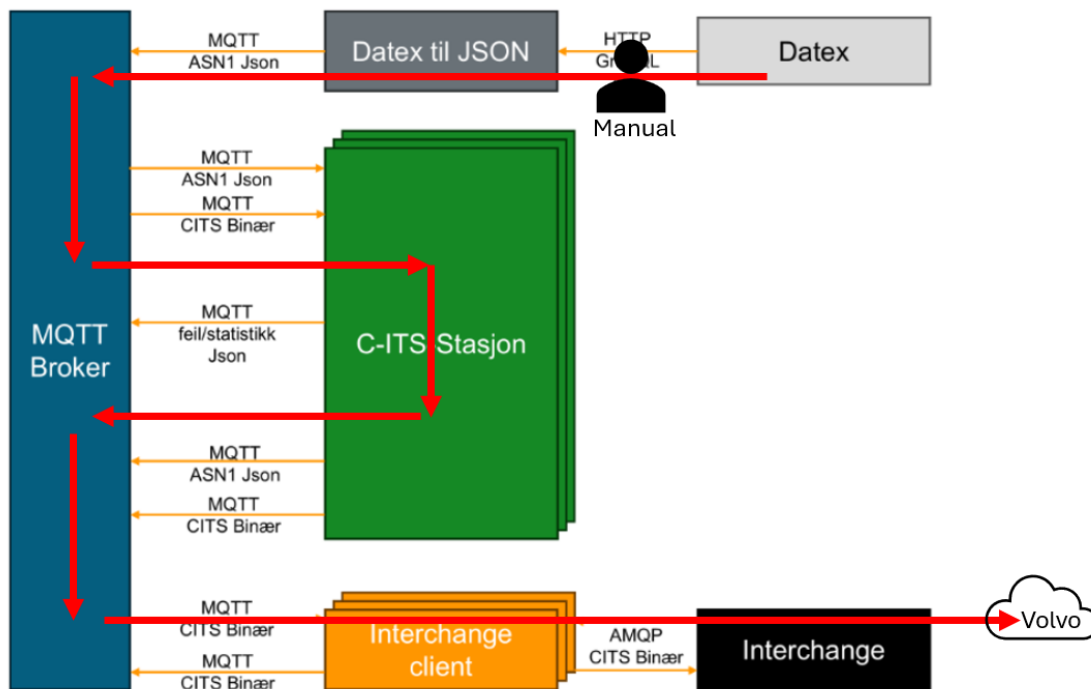 MQTT
ASN1 Json
Datex til JSON
HTTP
Datex
Manual
MQTT
ASN1 Json
MQTT
CITS Binær
MQTT
feil/statistikk
Json
MQTT
Broker
C-ITS Stasjon
MQTT
ASN1 Json
MQTT
CITS Binær
MQTT
CITS Binær
MQTT
CITS Binær
Interchange
client
AMQP
CITS Binær
Interchange
Volvo